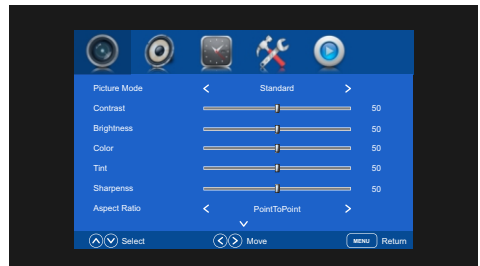 Picture Mode < Standard >
Contrast 50
Brightness 50
Color 50
Tint 50
Sharpenss 50
Aspect Ratio < PointToPoint >
Select Move MENU Return